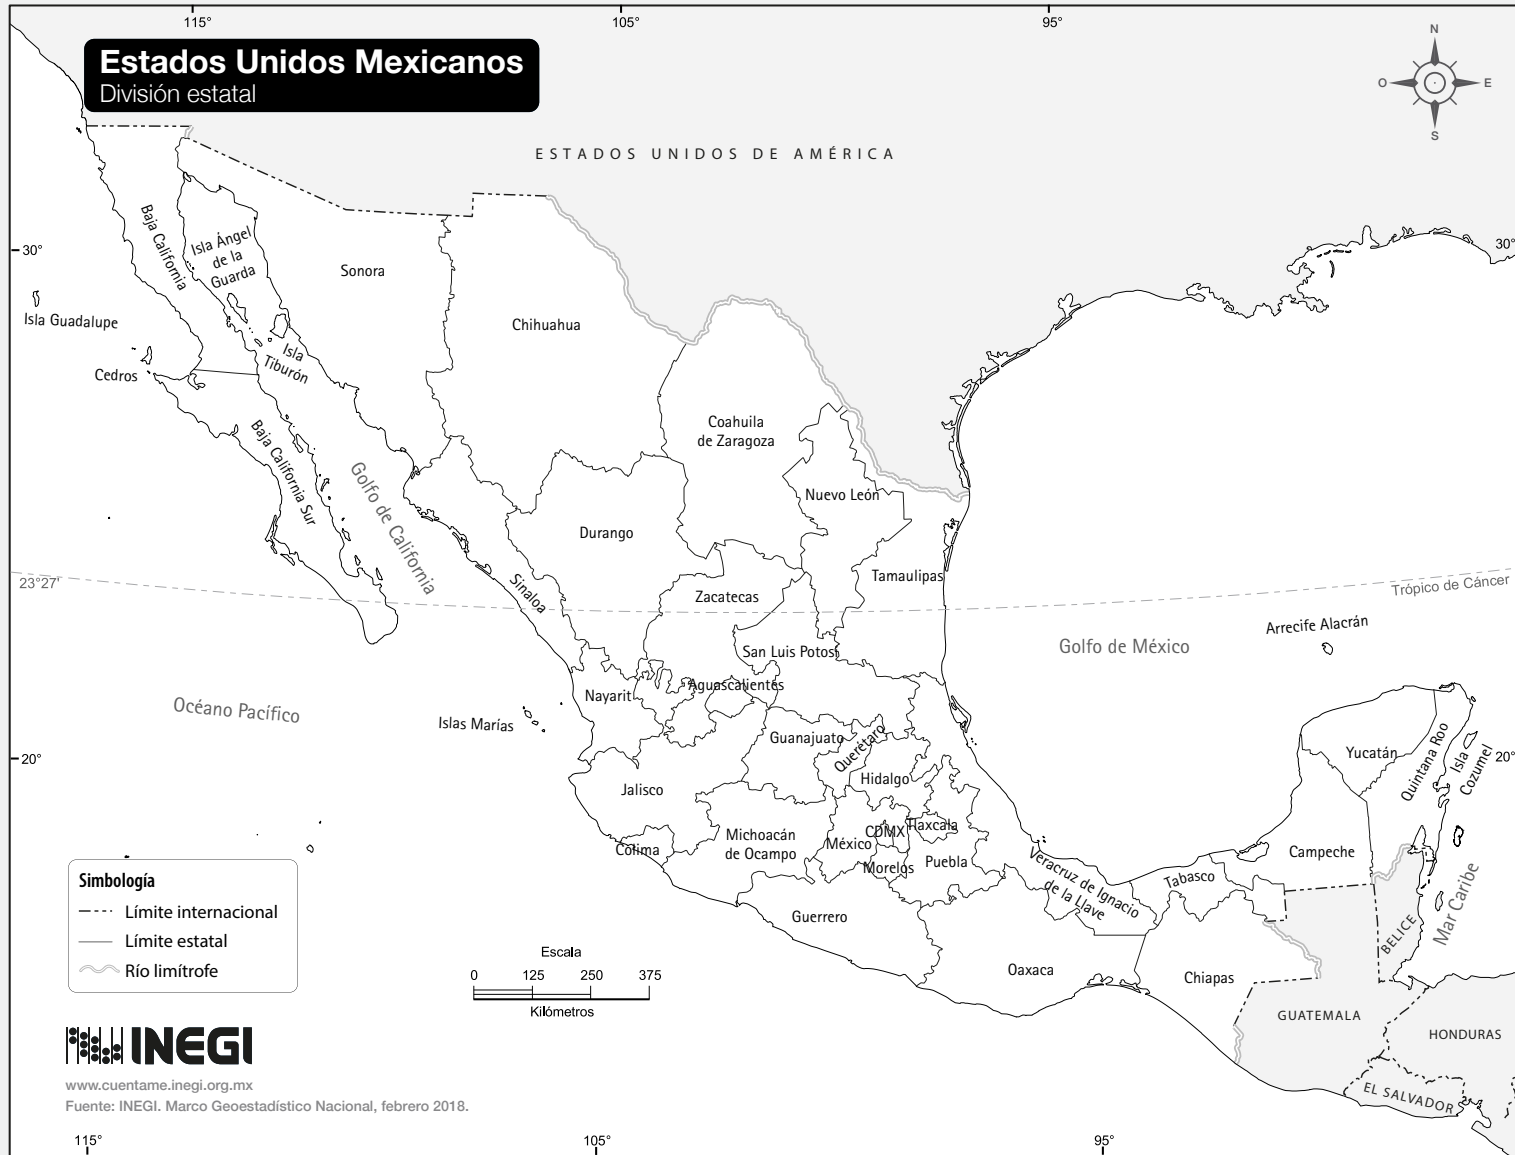 115°
105°
95°
Estados Unidos Mexicanos
División estatal
N
O
E
S
ESTADOS UNIDOS DE AMÉRICA
30°
30°
Baja California
Isla Ángel
de la
Guarda
Sonora
Chihuahua
Isla Guadalupe
Cedros
Isla
Tiburón
Coahuila
de Zaragoza
Baja California Sur
Golfo de California
Nuevo León
Durango
Tamaulipas
23°27'
Trópico de Cáncer
Sinaloa
Zacatecas
Arrecife Alacrán
Golfo de México
San Luis Potosí
Aguascalientes
Nayarit
Océano Pacífico
Islas Marías
Guanajuato
Querétaro
Yucatán
Quintana Roo
Isla
Cozumel
20°
20°
Hidalgo
Jalisco
Colima
Michoacán
de Ocampo
México
CDMX
Tlaxcala
Morelos
Puebla
Veracruz de Ignacio
de la Llave
Tabasco
Campeche
Mar Caribe
BELICE
Guerrero
Oaxaca
Chiapas
GUATEMALA
HONDURAS
EL SALVADOR
Simbología
Límite internacional
Límite estatal
Río limítrofe
Escala
0 125 250 375
Kilómetros
INEGI
www.cuentame.inegi.org.mx
Fuente: INEGI. Marco Geoestadístico Nacional, febrero 2018.
115°
105°
95°